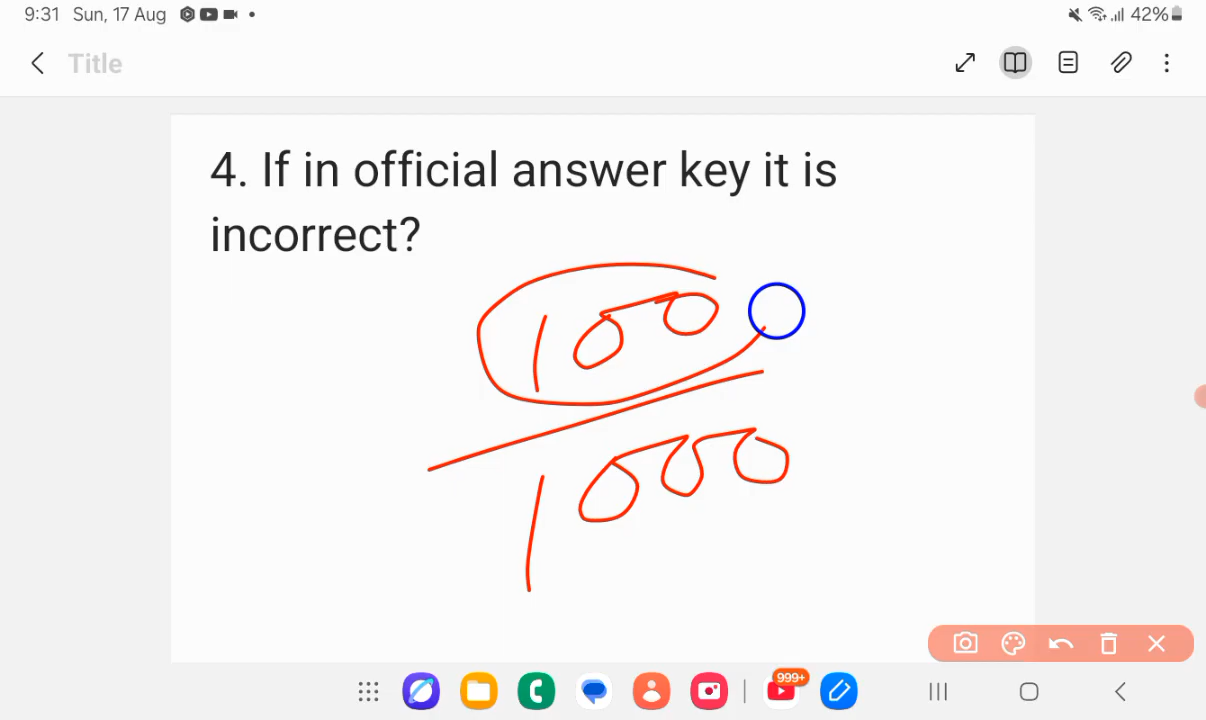 9:31 Sun, 17 Aug
42%
Title
4. If in official answer key it is
incorrect?
100
1000
999+